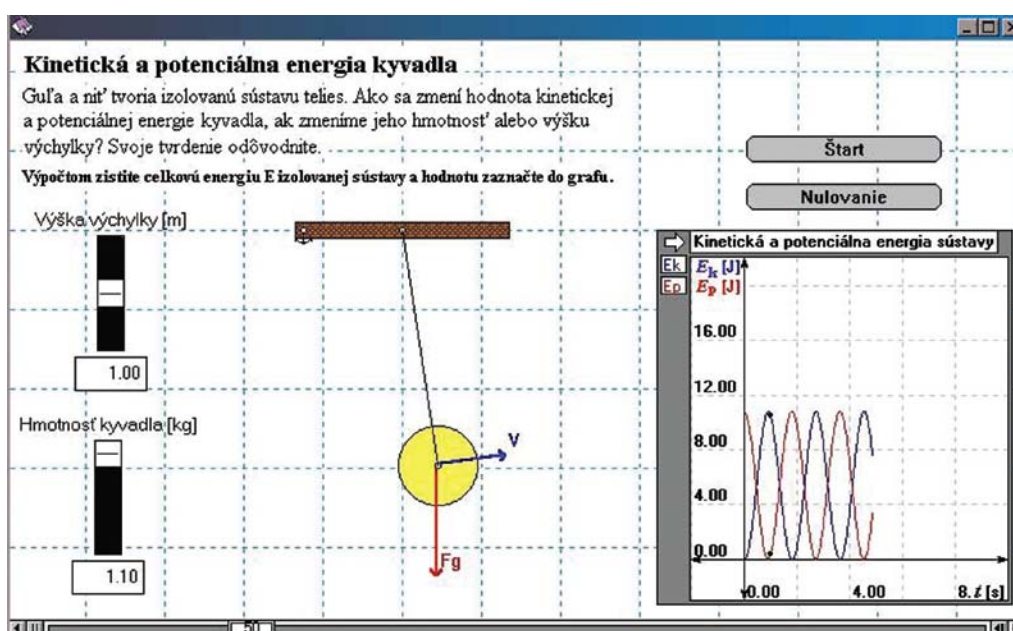 Kinetická a potenciálna energia kyvadla
Guľa a niť tvoria izolovanú sústavu telies. Ako sa zmení hodnota kinetickej
a potenciálnej energie kyvadla, ak zmeníme jeho hmotnosť alebo výšku
výchylky? Svoje tvrdenie odôvodnite.
Výpočtom zistite celkovú energiu E izolovanej sústavy a hodnotu zaznačte do grafu.
Štart
Nulovanie
Výška výchylky [m]
1.00
Hmotnosť kyvadla [kg]
1.10
V
Fg
Kinetická a potenciálna energia sústavy
Ek
Ep
Ek [J]
Ep [J]
16.00
12.00
8.00
4.00
0.00
0.00 4.00 8. t [s]
50